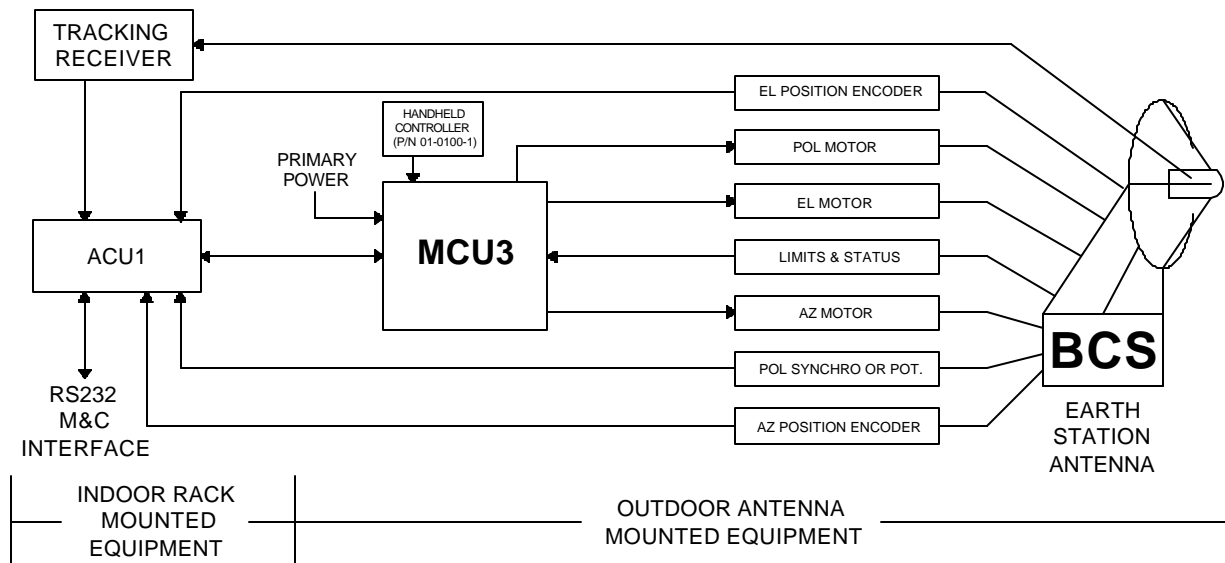 TRACKING
RECEIVER
EL POSITION ENCODER
HANDHELD
CONTROLLER
(P/N 01-0100-1)
POL MOTOR
PRIMARY
POWER
EL MOTOR
ACU1
MCU3
LIMITS & STATUS
AZ MOTOR
BCS
POL SYNCHRO OR POT.
RS232
M&C
INTERFACE
AZ POSITION ENCODER
EARTH
STATION
ANTENNA
INDOOR RACK
MOUNTED
EQUIPMENT
OUTDOOR ANTENNA
MOUNTED EQUIPMENT